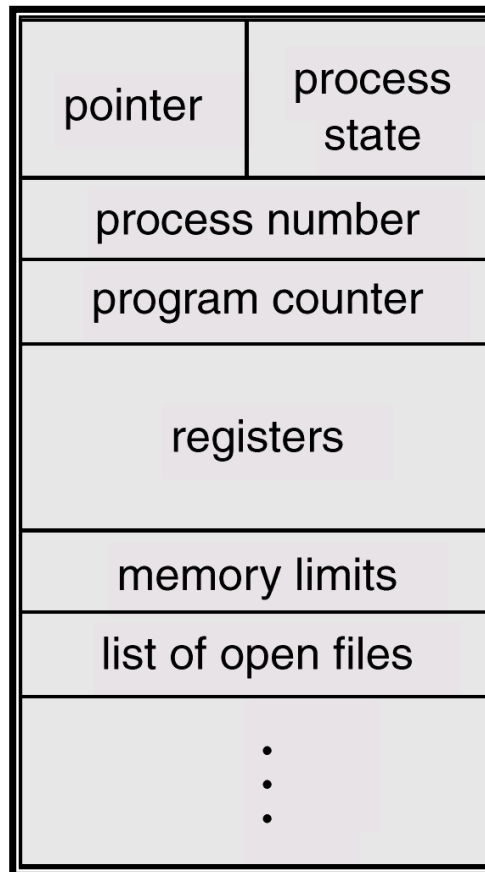 pointer
process
state
process number
program counter
registers
memory limits
list of open files